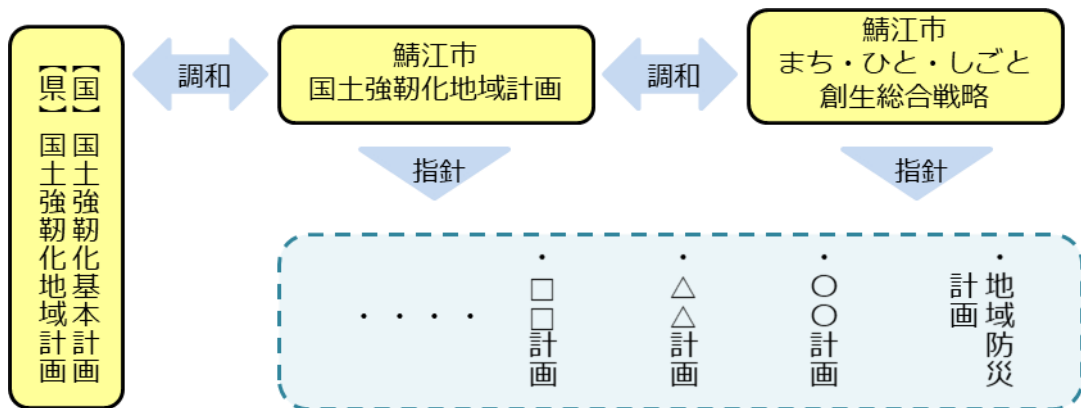 【国】国土強靭化基本計画
【県】国土強靭化地域計画
調和
鯖江市
国土強靭化地域計画
調和
鯖江市
まち・ひと・しごと
創生総合戦略
指針
指針
・地域防災
計画
・〇〇計画
・△△計画
・□□計画
・・・・